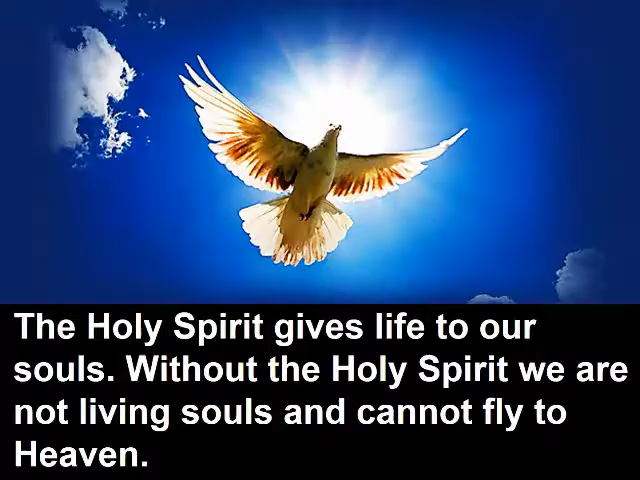 The Holy Spirit gives life to our
souls. Without the Holy Spirit we are
not living souls and cannot fly to
Heaven.